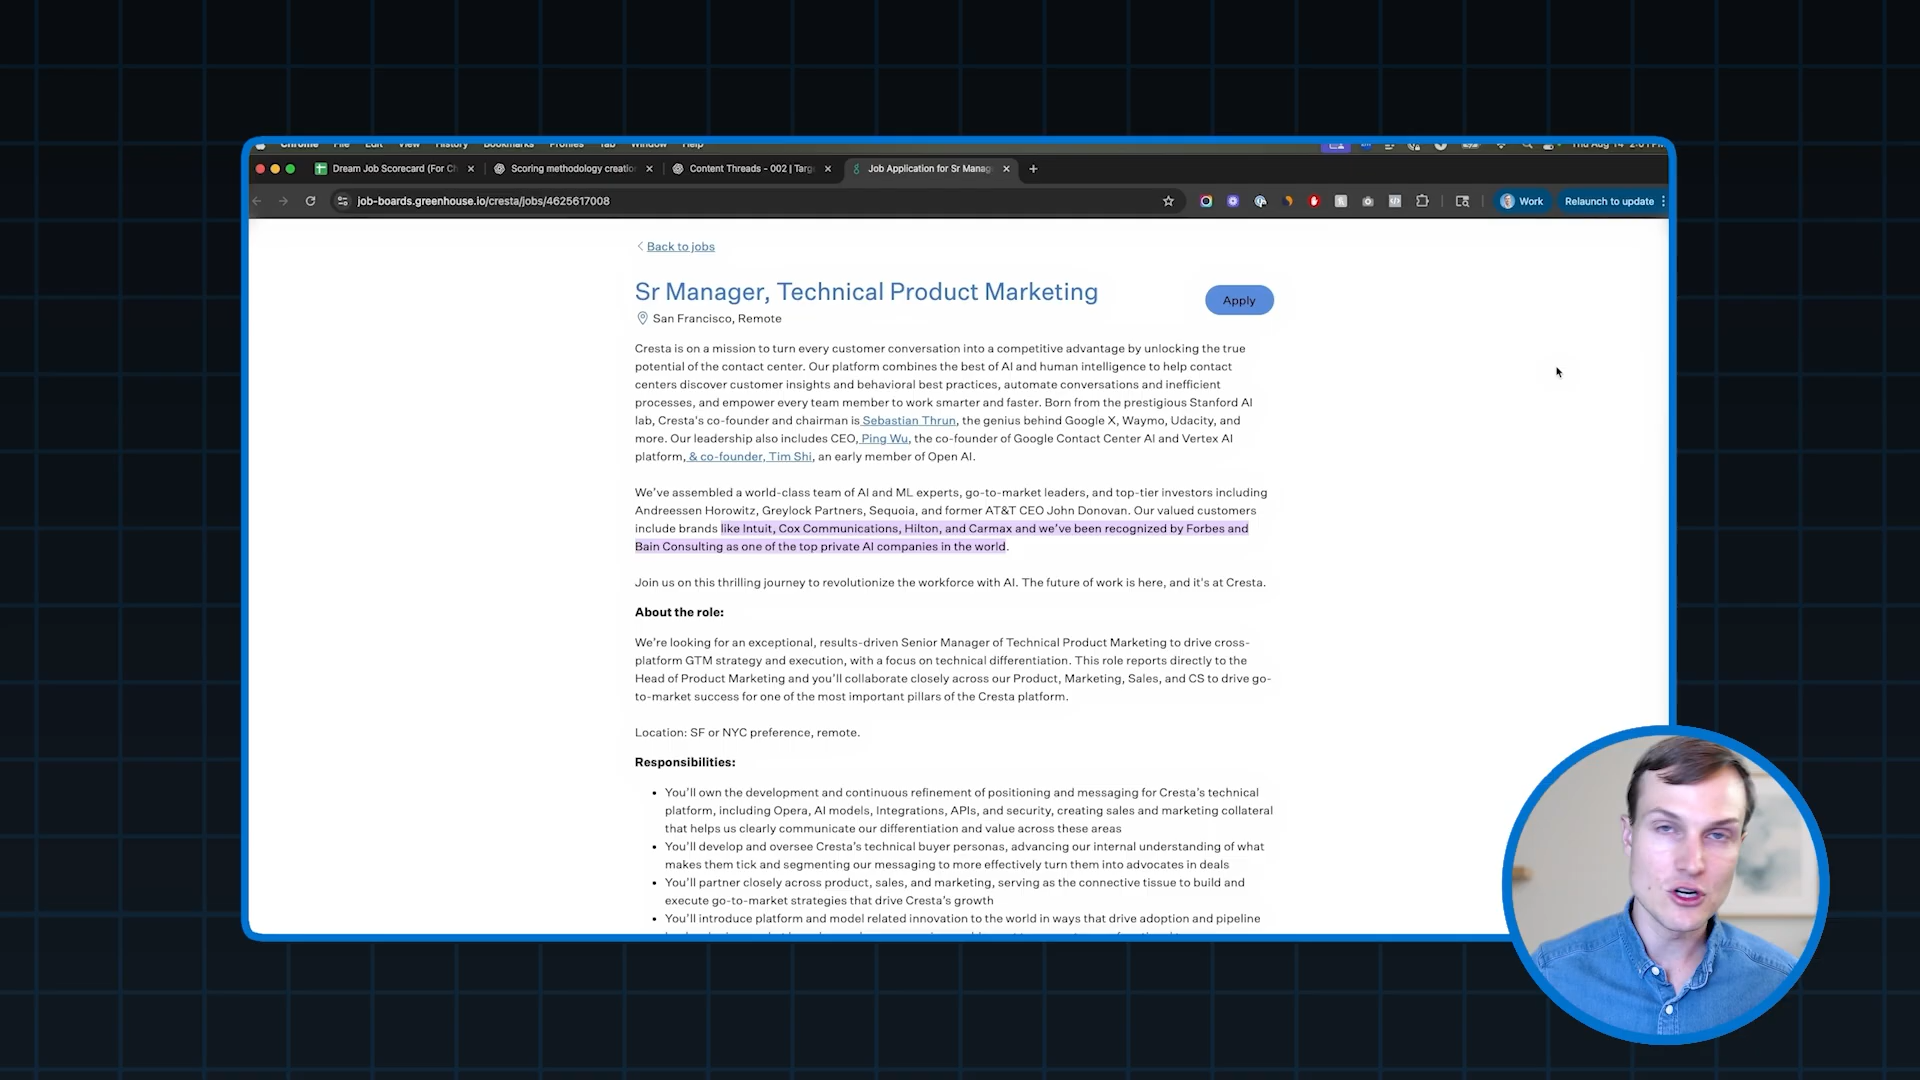 Chrome File Edit View History Bookmarks Profiles Tab Window Help
Dream Job Scorecard (For Ch
Scoring methodology creatio
Content Threads - 002 | Targ
Job Application for Sr Manag
job-boards.greenhouse.io/cresta/jobs/4625617008
Work
Relaunch to update
Back to jobs
Sr Manager, Technical Product Marketing
Apply
San Francisco, Remote
Cresta is on a mission to turn every customer conversation into a competitive advantage by unlocking the true
potential of the contact center. Our platform combines the best of AI and human intelligence to help contact
centers discover customer insights and behavioral best practices, automate conversations and inefficient
processes, and empower every team member to work smarter and faster. Born from the prestigious Stanford AI
lab, Cresta's co-founder and chairman is Sebastian Thrun, the genius behind Google X, Waymo, Udacity, and
more. Our leadership also includes CEO, Ping Wu, the co-founder of Google Contact Center AI and Vertex AI
platform, & co-founder, Tim Shi, an early member of Open AI.
We've assembled a world-class team of AI and ML experts, go-to-market leaders, and top-tier investors including
Andreessen Horowitz, Greylock Partners, Sequoia, and former AT&T CEO John Donovan. Our valued customers
include brands like Intuit, Cox Communications, Hilton, and Carmax and we've been recognized by Forbes and
Bain Consulting as one of the top private AI companies in the world.
Join us on this thrilling journey to revolutionize the workforce with AI. The future of work is here, and it's at Cresta.
About the role:
We're looking for an exceptional, results-driven Senior Manager of Technical Product Marketing to drive cross-
platform GTM strategy and execution, with a focus on technical differentiation. This role reports directly to the
Head of Product Marketing and you'll collaborate closely across our Product, Marketing, Sales, and CS to drive go-
to-market success for one of the most important pillars of the Cresta platform.
Location: SF or NYC preference, remote.
Responsibilities:
• You'll own the development and continuous refinement of positioning and messaging for Cresta's technical
platform, including Opera, AI models, Integrations, APIs, and security, creating sales and marketing collateral
that helps us clearly communicate our differentiation and value across these areas
• You'll develop and oversee Cresta's technical buyer personas, advancing our internal understanding of what
makes them tick and segmenting our messaging to more effectively turn them into advocates in deals
• You'll partner closely across product, sales, and marketing, serving as the connective tissue to build and
execute go-to-market strategies that drive Cresta's growth
• You'll introduce platform and model related innovation to the world in ways that drive adoption and pipeline